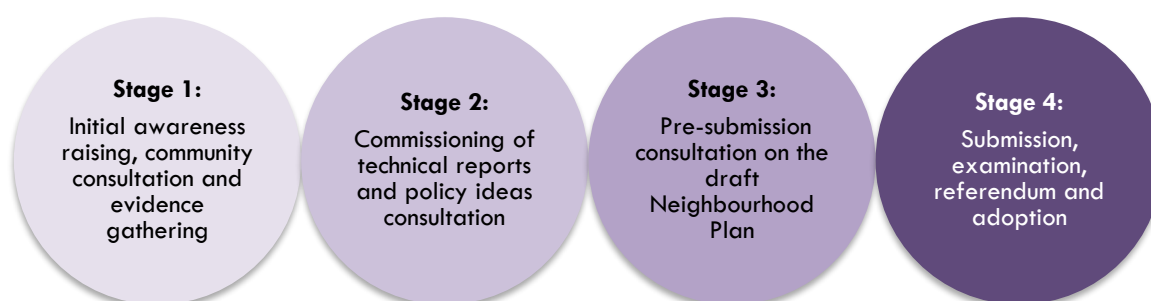 Stage 1:
Initial awareness
raising, community
consultation and
evidence
gathering
Stage 2:
Commissioning of
technical reports
and policy ideas
consultation
Stage 3:
Pre-submission
consultation on the
draft
Neighbourhood
Plan
Stage 4:
Submission,
examination,
referendum and
adoption